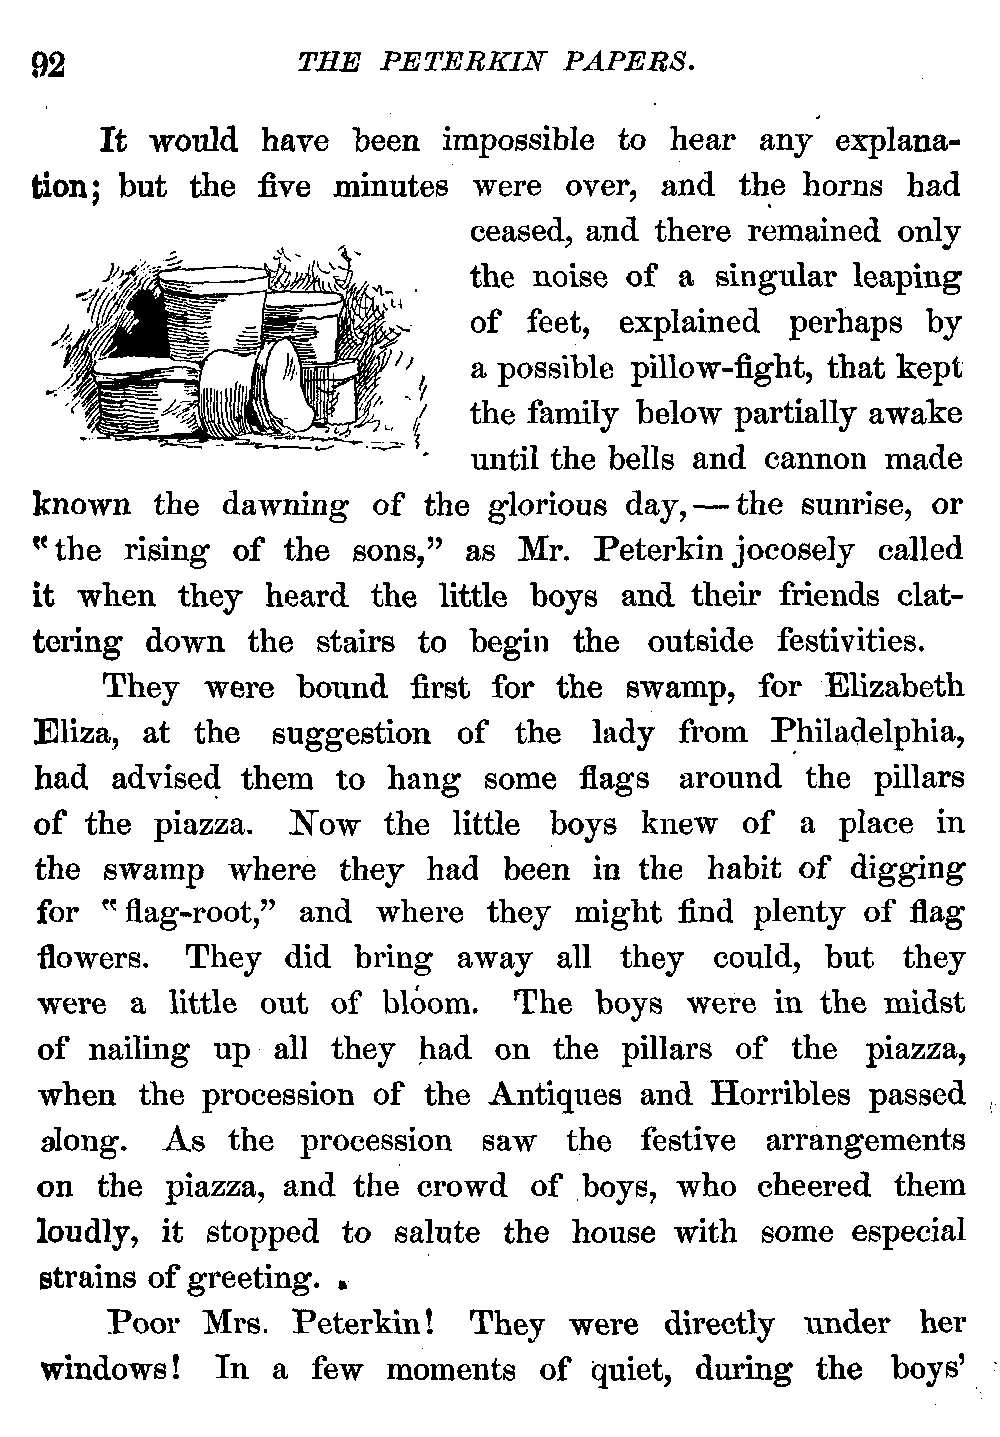 92 THE PETERKIN PAPERS.
It would have been impossible to hear any explana-
tion; but the five minutes were over, and the horns had
ceased, and there remained only
the noise of a singular leaping
of feet, explained perhaps by
a possible pillow-fight, that kept
the family below partially awake
until the bells and cannon made
known the dawning of the glorious day,—the sunrise, or
"the rising of the sons," as Mr. Peterkin jocosely called
it when they heard the little boys and their friends clat-
tering down the stairs to begin the outside festivities.
They were bound first for the swamp, for Elizabeth
Eliza, at the suggestion of the lady from Philadelphia,
had advised them to hang some flags around the pillars
of the piazza. Now the little boys knew of a place in
the swamp where they had been in the habit of digging
for "flag-root," and where they might find plenty of flag
flowers. They did bring away all they could, but they
were a little out of bloom. The boys were in the midst
of nailing up all they had on the pillars of the piazza,
when the procession of the Antiques and Horribles passed
along. As the procession saw the festive arrangements
on the piazza, and the crowd of boys, who cheered them
loudly, it stopped to salute the house with some especial
strains of greeting.
Poor Mrs. Peterkin! They were directly under her
windows! In a few moments of quiet, during the boys'